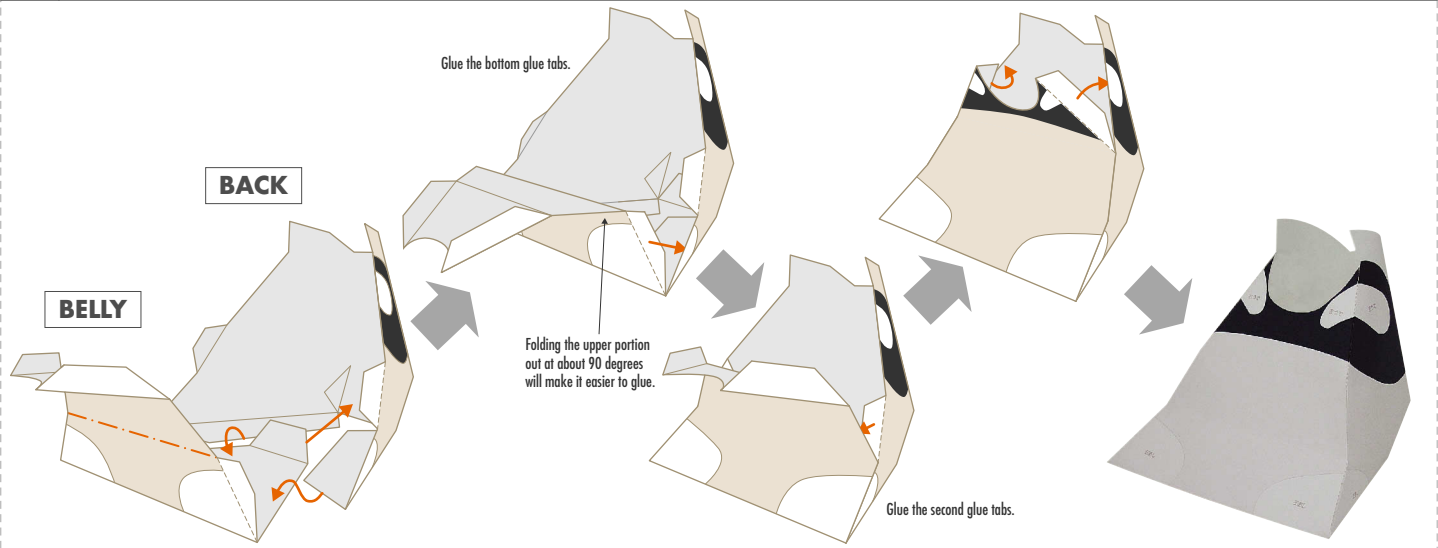 Glue the bottom glue tabs.
BACK
BELLY
Folding the upper portion
out at about 90 degrees
will make it easier to glue.
Glue the second glue tabs.